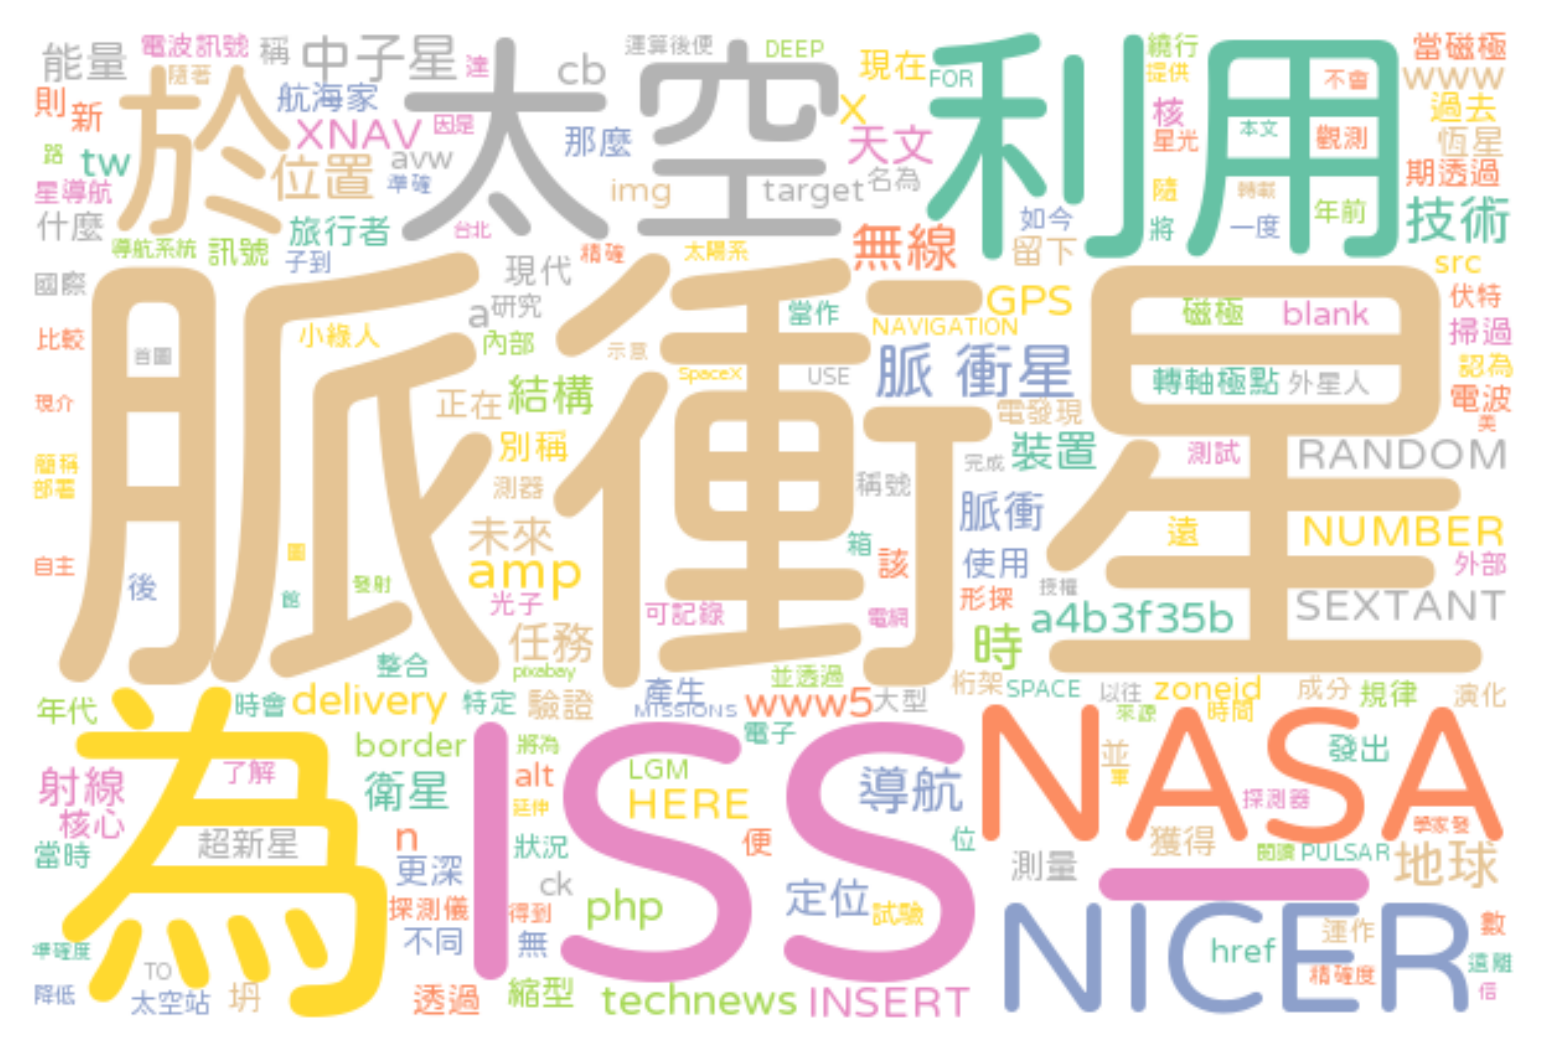 能量
電波訊號
稱
中子星
達
太空
cb
運算後便
DEEP
現在
FOR
利用
繞行
提供
當磁極
不會
www
隨著
於
則
新
航海家
XNAV
因是
那麼
X
天文
核
星光
本文
觀測
過去
恆星
路
tw
位置
avw
準確
img
target
名為
隨
轉載
期透過
星導航
什麼
旅行者
台北
如今
將
一度
年前
技術
導航系統
訊號
子到
精確
太陽系
無線
留下
src
國際
脈衝星
現代
a
研究
當作
GPS
NAVIGATION
磁極
blank
伏特
掃過
比較
首圖
小綠人
內部
示意
SpaceX
USE
脈 衝星
轉軸極點
外星人
認為
電波
美
現介
正在
結構
電發現
別稱
完成
裝置
測試
RANDOM
簡稱
部署
測器
稱號
脈衝
未來
箱
遠
NUMBER
圖
自主
後
館
發射
amp
該
使用
授權
外部
光子
可記錄
電網
形探
a4b3f35b
SEXTANT
任務
時
整合
pixabay
並透過
桁架
SPACE
以往
zoneid
成分
規律
演化
年代
為
時會
delivery
特定
驗證
產生
MISSIONS
www5
大型
來源
時間
ISS
電子
NASA
border
將為
發出
射線
了解
衛星
alt
LGM
導航
並
軍
探測器
核心
延伸
HERE
學家發
超新星
n
狀況
便
位
獲得
閱讀
PULSAR
地球
當時
更深
ck
測量
探測儀
得到
php
定位
試驗
NICER
不同
無
href
運作
數
準確度
TO
精確度
遠離
降低
太空站
坍
透過
縮型
technews
INSERT
信